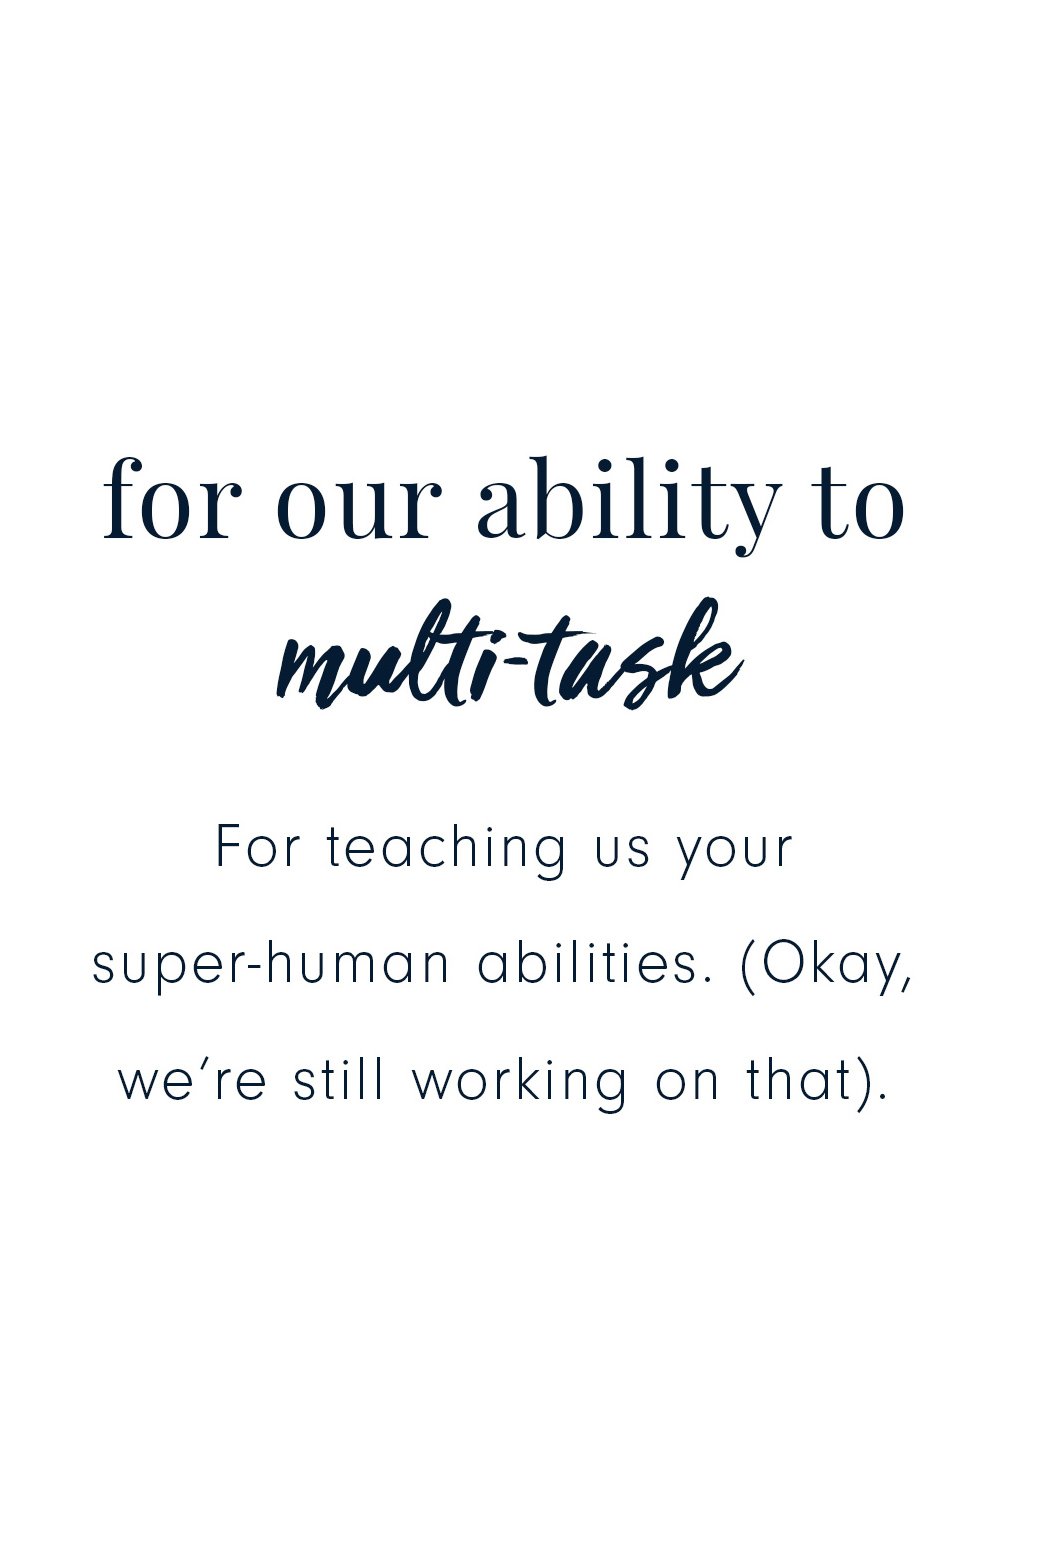 for our ability to
multi-task
For teaching us your
super-human abilities. (Okay,
we’re still working on that).